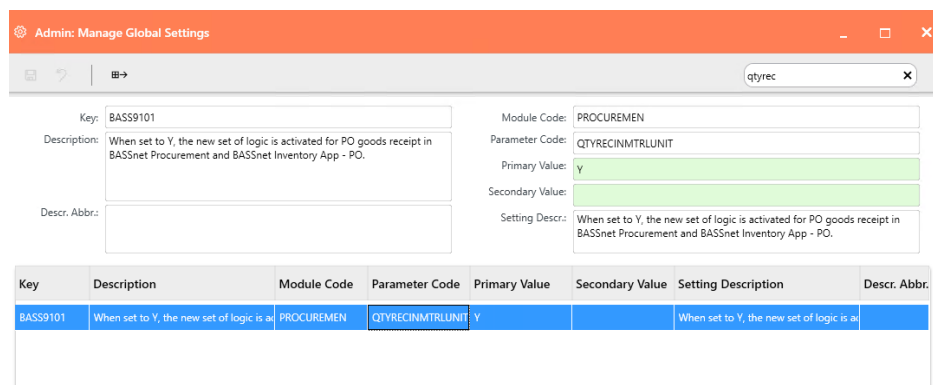 Admin: Manage Global Settings
qtyrec
Key: BASS9101
Module Code: PROCUREMEN
Description: When set to Y, the new set of logic is activated for PO goods receipt in
BASSnet Procurement and BASSnet Inventory App - PO.
Parameter Code: QTYRECINMTRLUNIT
Primary Value: Y
Secondary Value:
Descr. Abbr.:
Setting Descr.: When set to Y, the new set of logic is activated for PO goods receipt in
BASSnet Procurement and BASSnet Inventory App - PO.
Key Description Module Code Parameter Code Primary Value Secondary Value Setting Description Descr. Abbr.
BASS9101 When set to Y, the new set of logic is ac PROCUREMEN QTYRECINMTRLUNIT Y When set to Y, the new set of logic is ac